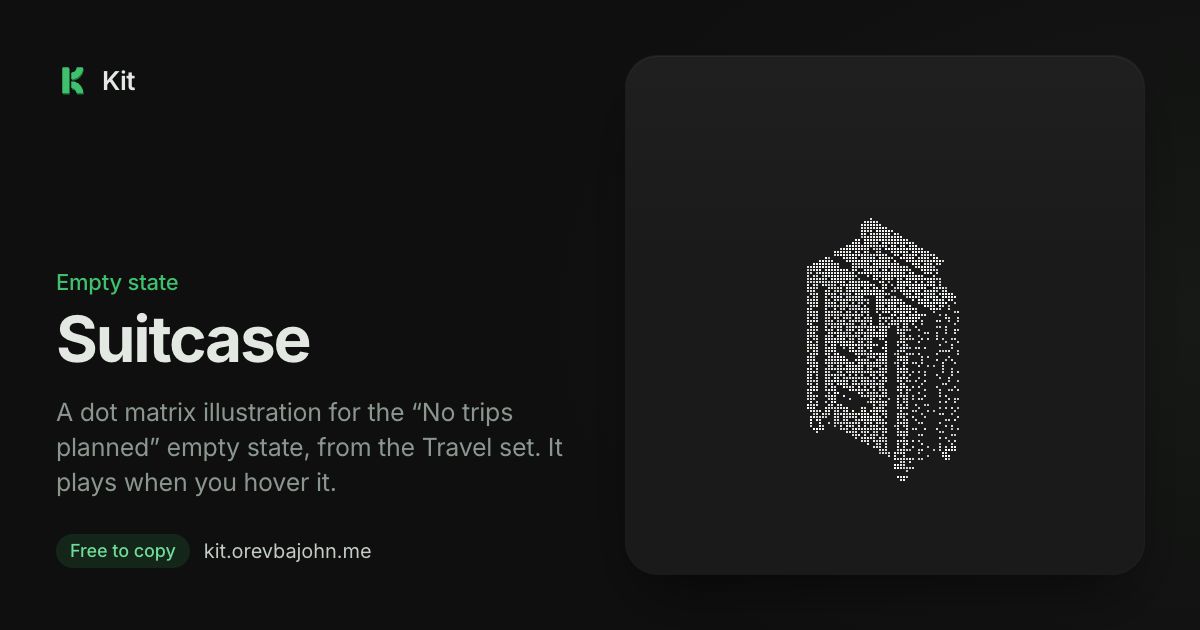 Kit
Empty state
Suitcase
A dot matrix illustration for the “No trips
planned” empty state, from the Travel set. It
plays when you hover it.
Free to copy
kit.orevbajohn.me